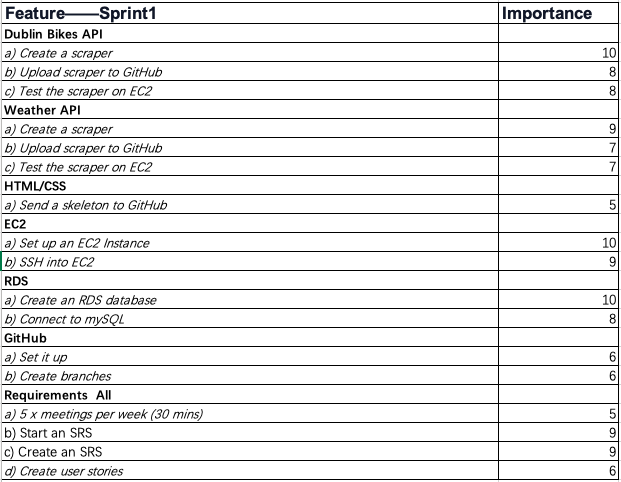 Feature——Sprint1 Importance
Dublin Bikes API
a) Create a scraper 10
b) Upload scraper to GitHub 8
c) Test the scraper on EC2 8
Weather API
a) Create a scraper 9
b) Upload scraper to GitHub 7
c) Test the scraper on EC2 7
HTML/CSS
a) Send a skeleton to GitHub 5
EC2
a) Set up an EC2 Instance 10
b) SSH into EC2 9
RDS
a) Create an RDS database 10
b) Connect to mySQL 8
GitHub
a) Set it up 6
b) Create branches 6
Requirements All
a) 5 x meetings per week (30 mins) 5
b) Start an SRS 9
c) Create an SRS 9
d) Create user stories 6